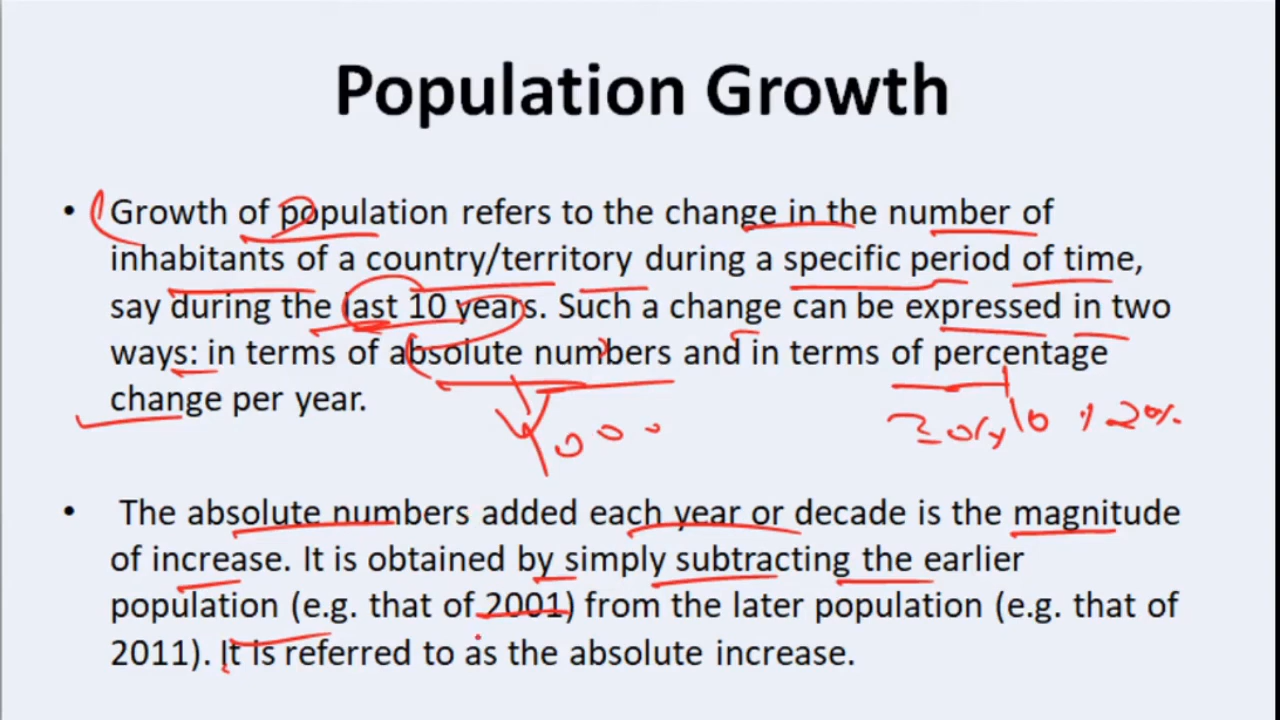 Population Growth
• Growth of population refers to the change in the number of
inhabitants of a country/territory during a specific period of time,
say during the last 10 years. Such a change can be expressed in two
ways: in terms of absolute numbers and in terms of percentage
change per year.
• The absolute numbers added each year or decade is the magnitude
of increase. It is obtained by simply subtracting the earlier
population (e.g. that of 2001) from the later population (e.g. that of
2011). It is referred to as the absolute increase.